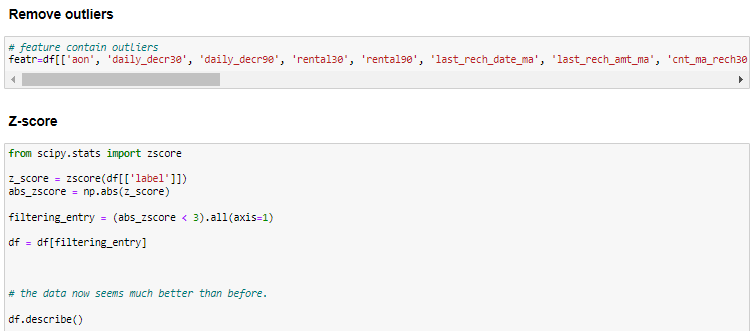 Remove outliers
# feature contain outliers
featr=df[['aon', 'daily_decr30', 'daily_decr90', 'rental30', 'rental90', 'last_rech_date_ma', 'last_rech_amt_ma', 'cnt_ma_rech30
Z-score
from scipy.stats import zscore
z_score = zscore(df[['label']])
abs_zscore = np.abs(z_score)
filtering_entry = (abs_zscore < 3).all(axis=1)
df = df[filtering_entry]
# the data now seems much better than before.
df.describe()